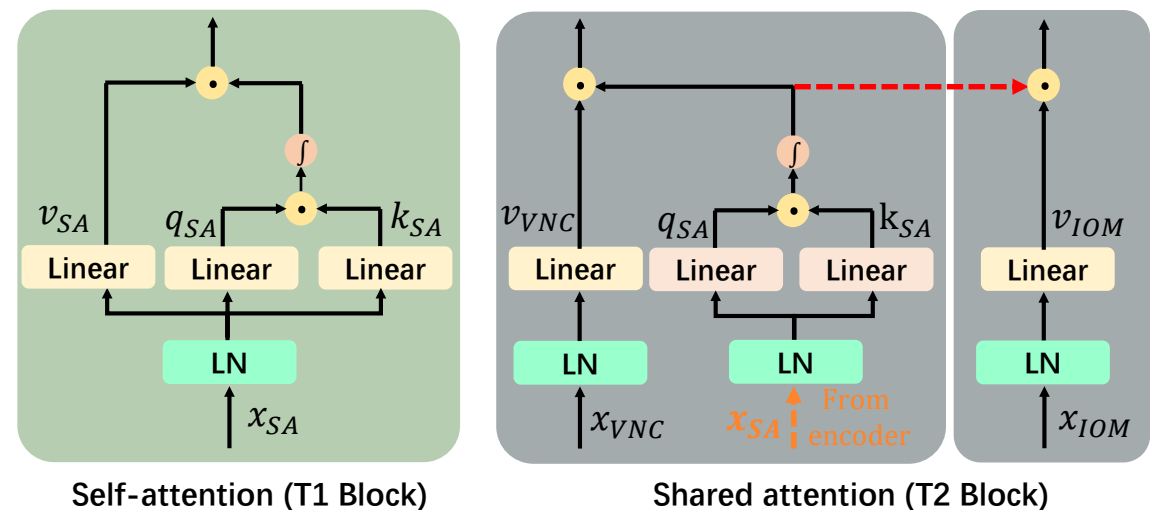 v_SA
q_SA
k_SA
Linear
Linear
Linear
LN
x_SA
Self-attention (T1 Block)
∫
v_VNC
q_SA
k_SA
v_IOM
Linear
Linear
Linear
Linear
LN
LN
LN
x_VNC
x_SA
From
encoder
x_IOM
∫
Shared attention (T2 Block)